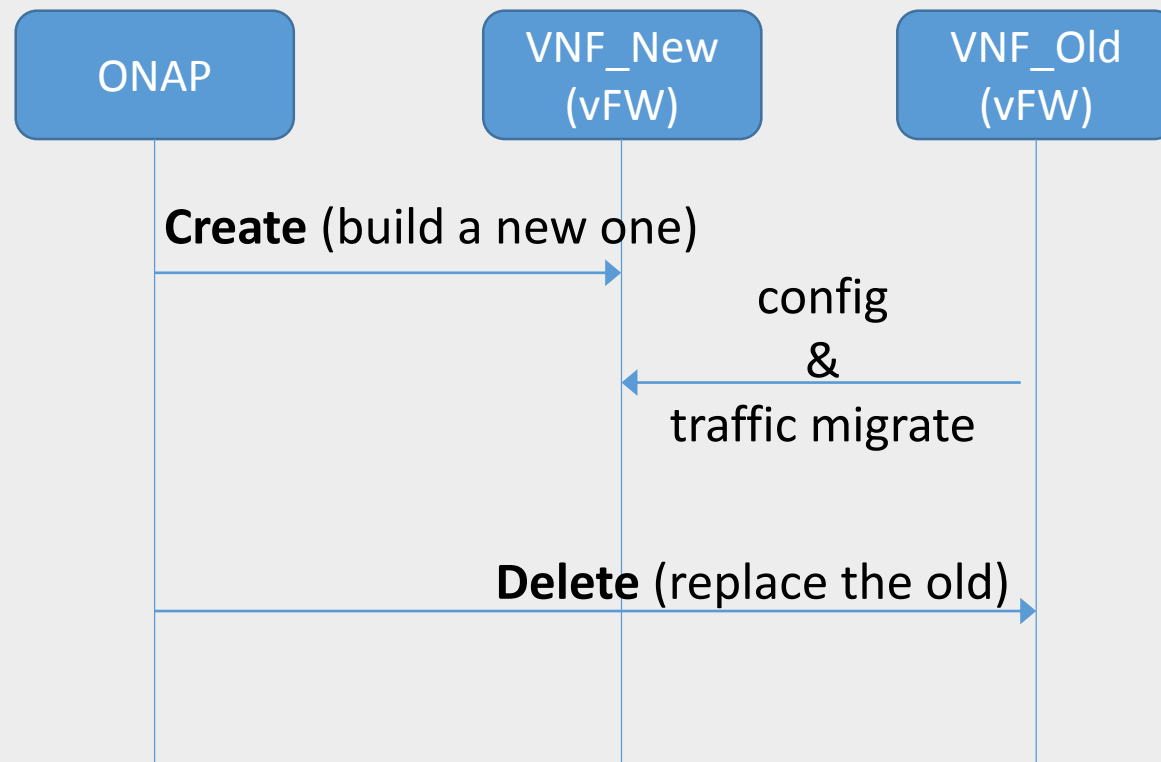 ONAP
VNF_New
(vFW)
VNF_Old
(vFW)
Create (build a new one)
config
&
traffic migrate
Delete (replace the old)